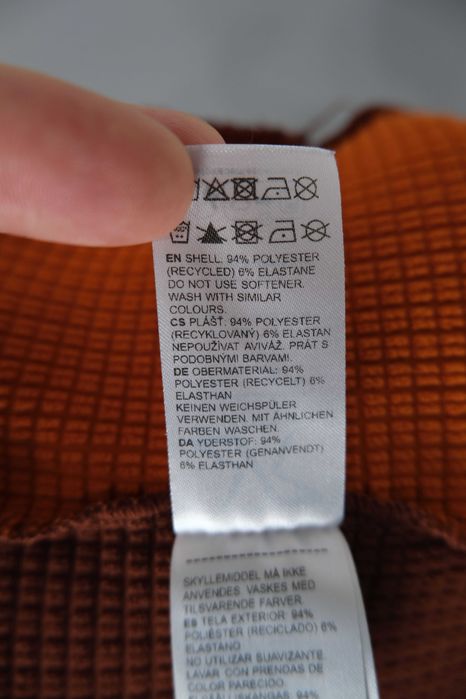 EN SHELL: 94% POLYESTER
(RECYCLED) 6% ELASTANE
DO NOT USE SOFTENER.
WASH WITH SIMILAR
COLOURS.
CS PLÁŠŤ: 94% POLYESTER
(RECYKLOVANÝ) 6% ELASTAN
NEPOUŽÍVAT AVIVÁŽ. PRÁT S
PODOBNÝMI BARVAMI.
DE OBERMATERIAL: 94%
POLYESTER (RECYCELT) 6%
ELASTHAN
KEINEN WEICHSPÜLER
VERWENDEN. MIT ÄHNLICHEN
FARBEN WASCHEN.
DA YDERSTOF: 94%
POLYESTER (GENANVENDT)
6% ELASTHAN
SKYLLEMIDDEL MÅ IKKE
ANVENDES. VASKES MED
TILSVARENDE FARVER.
ES TELA EXTERIOR: 94%
POLIÉSTER (RECICLADO) 6%
ELASTANO
NO UTILIZAR SUAVIZANTE.
LAVAR CON PRENDAS DE
COLOR PARECIDO.
94%